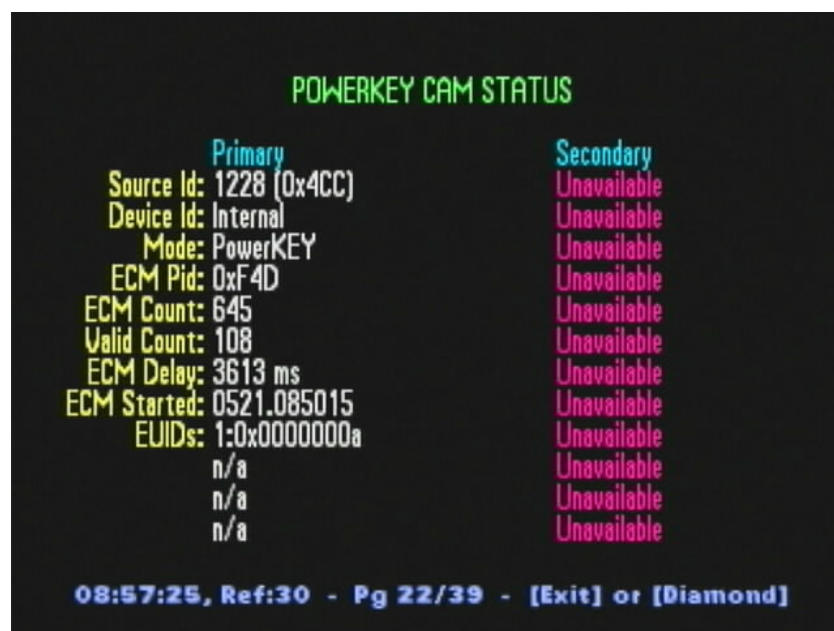 POWERKEY CAM STATUS
Primary Secondary
Source Id: 1228 (0x4CC) Unavailable
Device Id: Internal Unavailable
Mode: PowerKEY Unavailable
ECM Pid: 0xF4D Unavailable
ECM Count: 645 Unavailable
Valid Count: 108 Unavailable
ECM Delay: 3613 ms Unavailable
ECM Started: 0521.085015 Unavailable
EUIDs: 1:0x0000000a Unavailable
n/a Unavailable
n/a Unavailable
n/a Unavailable
08:57:25, Ref:30 - Pg 22/39 - [Exit] or [Diamond]